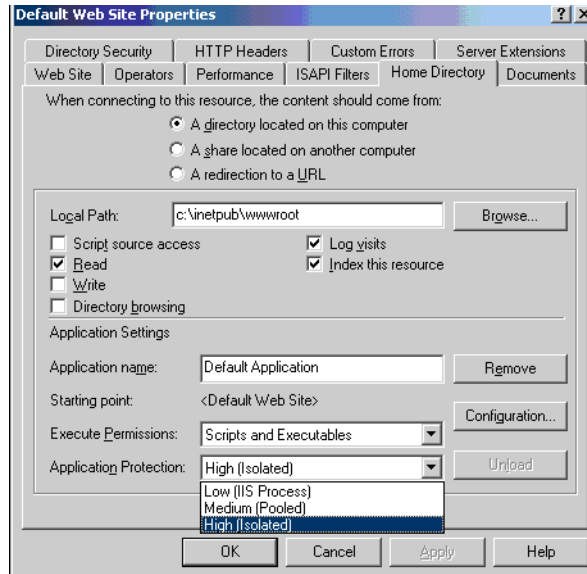 Default Web Site Properties
Directory Security HTTP Headers Custom Errors Server Extensions
Web Site Operators Performance ISAPI Filters Home Directory Documents
When connecting to this resource, the content should come from:
A directory located on this computer
A share located on another computer
A redirection to a URL
Local Path: c:\inetpub\wwwroot Browse...
Script source access Log visits
Read Index this resource
Write
Directory browsing
Application Settings
Application name: Default Application Remove
Starting point: <Default Web Site>
Configuration...
Execute Permissions: Scripts and Executables
Application Protection: High (Isolated) Unload
Low (IIS Process)
Medium (Pooled)
High (Isolated)
OK Cancel Apply Help